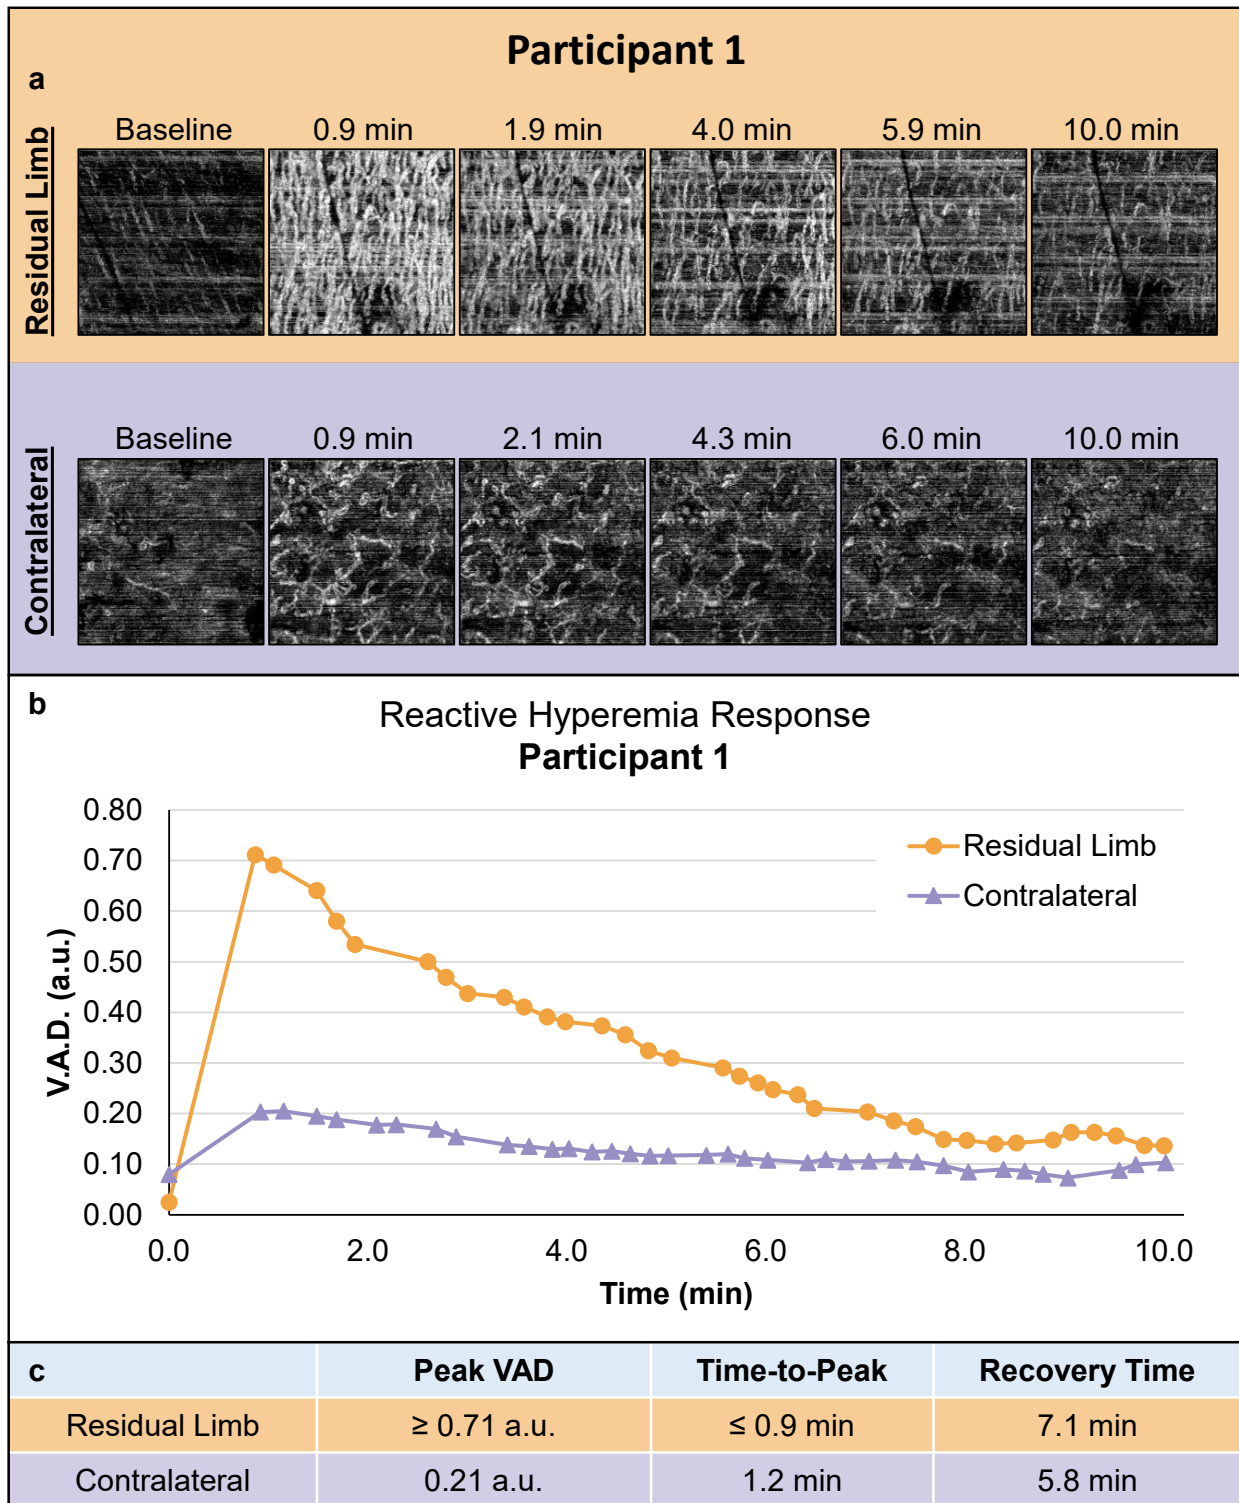 Participant 1
a
Residual Limb
Baseline 0.9 min 1.9 min 4.0 min 5.9 min 10.0 min
Contralateral
Baseline 0.9 min 2.1 min 4.3 min 6.0 min 10.0 min
b
Reactive Hyperemia Response
Participant 1
V.A.D. (a.u.)
0.80
0.70
0.60
0.50
0.40
0.30
0.20
0.10
0.00
Residual Limb
Contralateral
0.0 2.0 4.0 6.0 8.0 10.0
Time (min)
c Peak VAD Time-to-Peak Recovery Time
Residual Limb ≥ 0.71 a.u. ≤ 0.9 min 7.1 min
Contralateral 0.21 a.u. 1.2 min 5.8 min